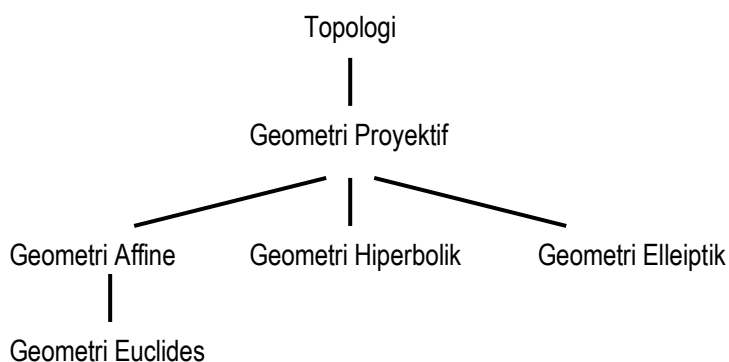 Topologi
Geometri Proyektif
Geometri Affine
Geometri Hiperbolik
Geometri Elleiptik
Geometri Euclides